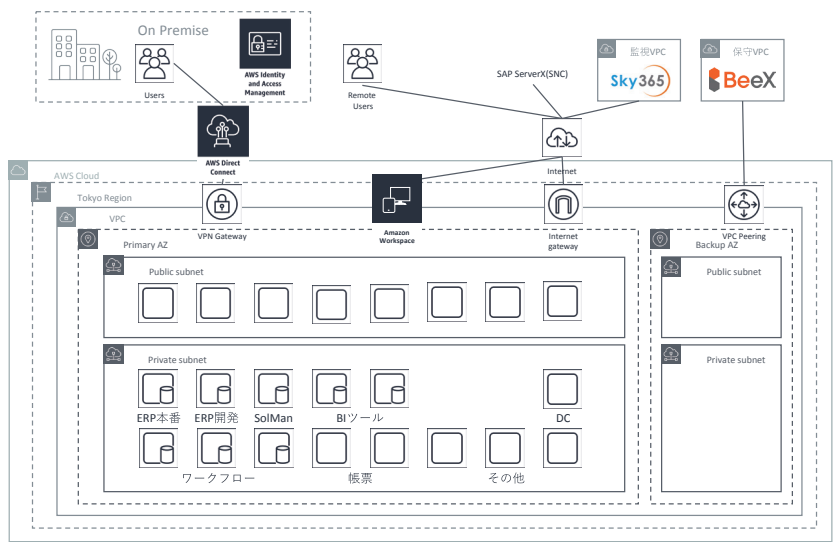 On Premise
Users
AWS Identity
and Access
Management
Remote
Users
SAP ServerX(SNC)
監視VPC
Sky365
保守VPC
BeeX
AWS Direct
Connect
Internet
AWS Cloud
Tokyo Region
VPC
VPN Gateway
Amazon
Workspace
Internet
gateway
VPC Peering
Primary AZ
Backup AZ
Public subnet
Public subnet
Private subnet
Private subnet
ERP本番
ERP開発
SolMan
BIツール
DC
ワークフロー
帳票
その他